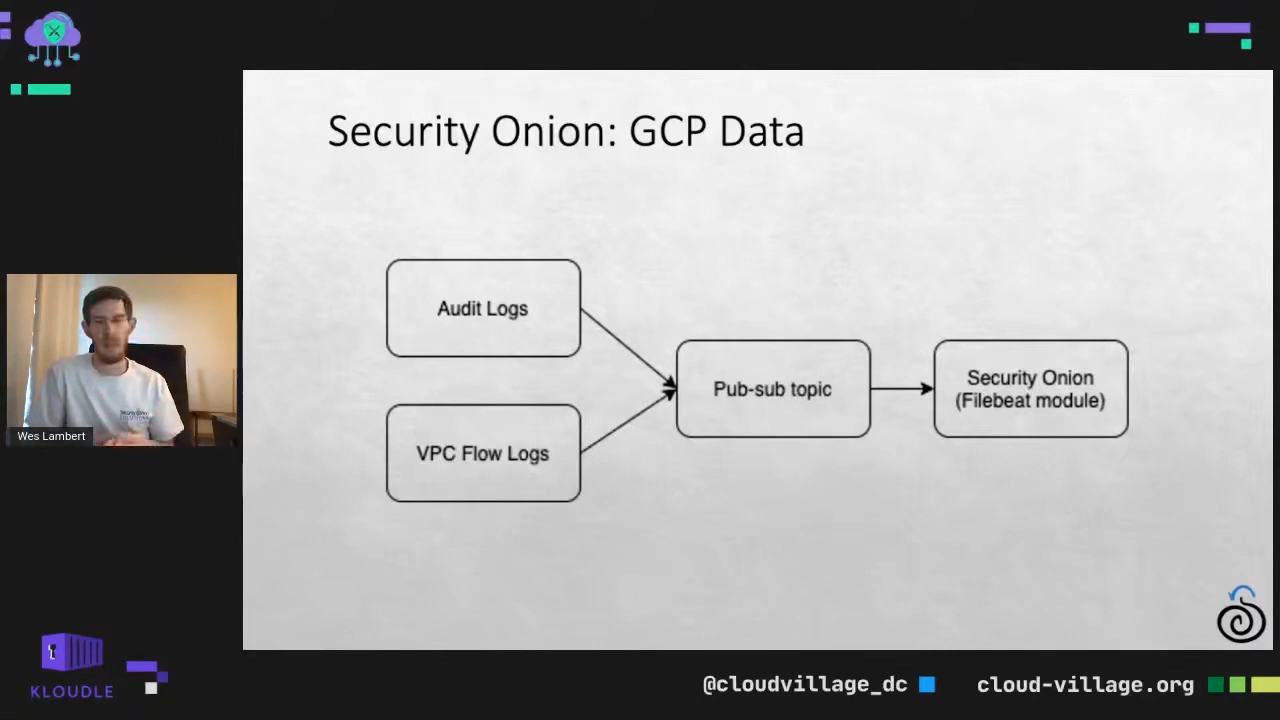 Security Onion: GCP Data
Audit Logs
VPC Flow Logs
Pub-sub topic
Security Onion
(Filebeat module)
Wes Lambert
KLOUDLE
@cloudvillage_dc
cloud-village.org